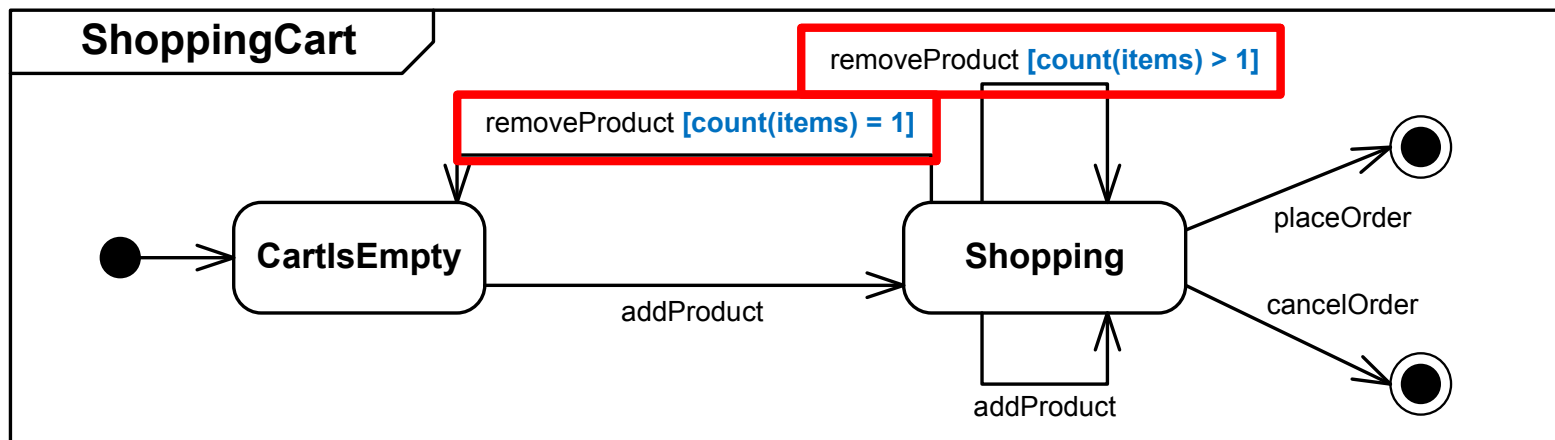 ShoppingCart
removeProduct [count(items) > 1]
removeProduct [count(items) = 1]
placeOrder
CartIsEmpty
Shopping
addProduct
cancelOrder
addProduct